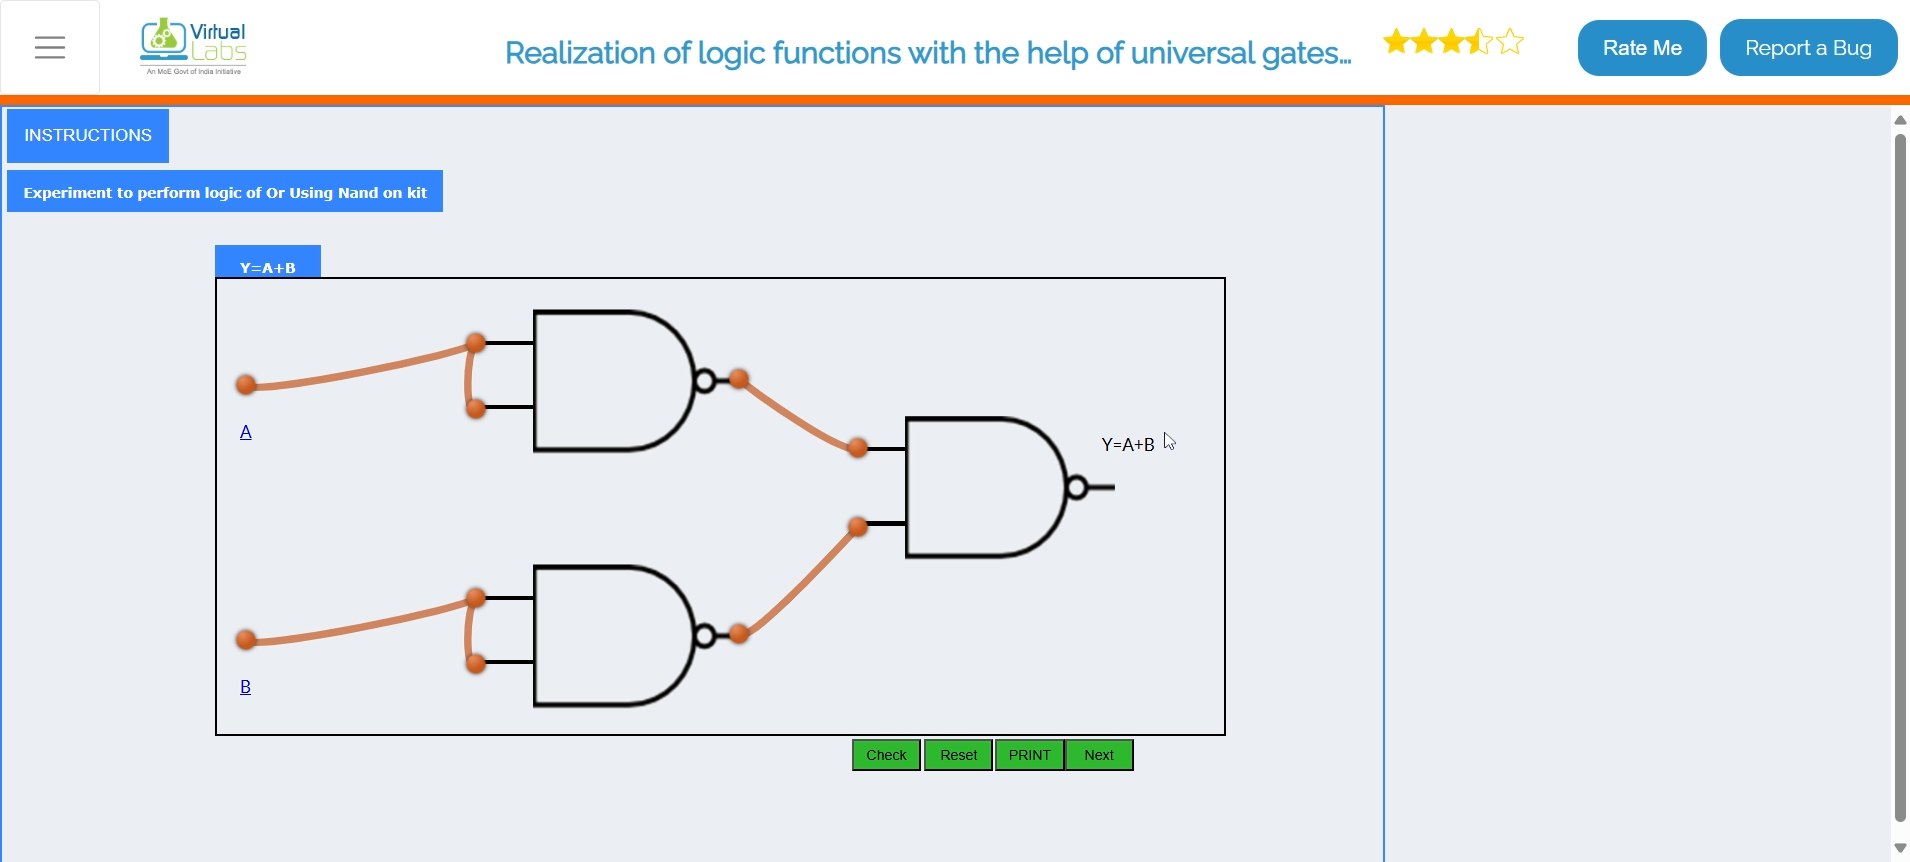 Virtual
Labs
An MoE Govt of India Initiative
Realization of logic functions with the help of universal gates...
Rate Me
Report a Bug
INSTRUCTIONS
Experiment to perform logic of Or Using Nand on kit
Y=A+B
A
Y=A+B
B
Check
Reset
PRINT
Next